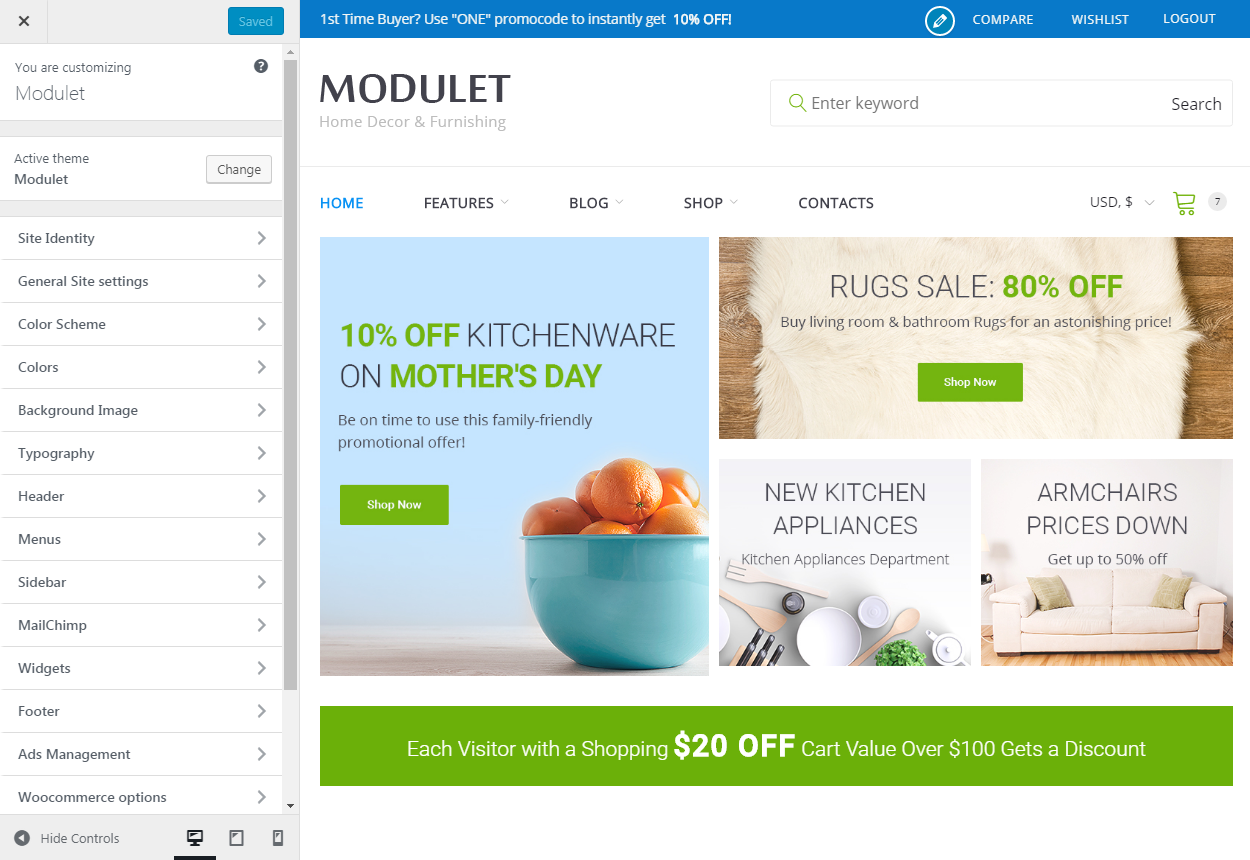 Saved
You are customizing
Modulet
Active theme
Modulet
Change
Site Identity
General Site settings
Color Scheme
Colors
Background Image
Typography
Header
Menus
Sidebar
MailChimp
Widgets
Footer
Ads Management
Woocommerce options
Hide Controls
1st Time Buyer? Use "ONE" promocode to instantly get 10% OFF!
COMPARE WISHLIST LOGOUT
MODULET
Home Decor & Furnishing
Enter keyword Search
HOME FEATURES BLOG SHOP CONTACTS USD, $ 7
10% OFF KITCHENWARE
ON MOTHER'S DAY
Be on time to use this family-friendly
promotional offer!
Shop Now
RUGS SALE: 80% OFF
Buy living room & bathroom Rugs for an astonishing price!
Shop Now
NEW KITCHEN
APPLIANCES
Kitchen Appliances Department
ARMCHAIRS
PRICES DOWN
Get up to 50% off
Each Visitor with a Shopping $20 OFF Cart Value Over $100 Gets a Discount